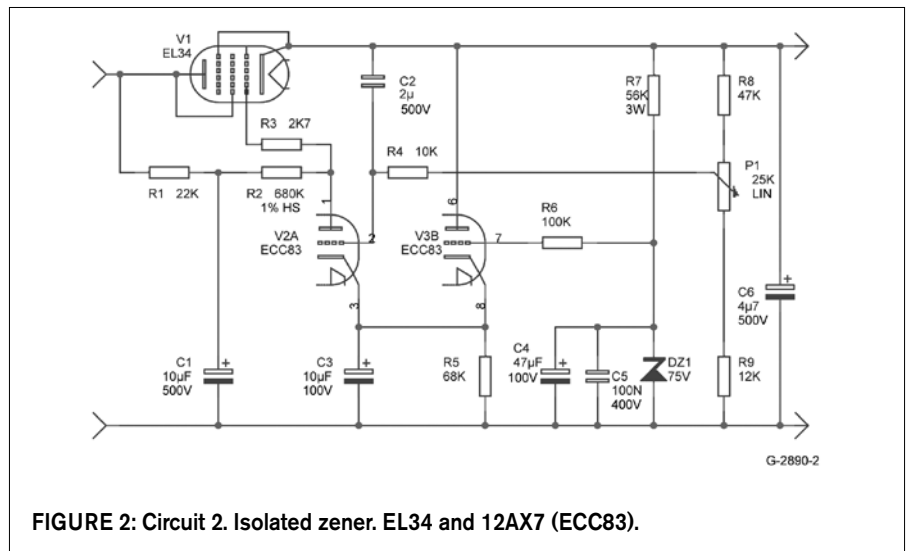 V1
EL34
C2
2µ
500V
R7
56K
3W
R8
47K
R3 2K7
R4 10K
P1
25K
LIN
R1 22K
R2 680K
1% HS
1
6
R6
100K
V2A
ECC83
2
V3B
ECC83
7
3
8
C6
4µ7
500V
C1
10µF
500V
C3
10µF
100V
R5
68K
C4
47µF
100V
C5
100N
400V
DZ1
75V
R9
12K
+
+
+
+
G-2890-2
FIGURE 2: Circuit 2. Isolated zener. EL34 and 12AX7 (ECC83).